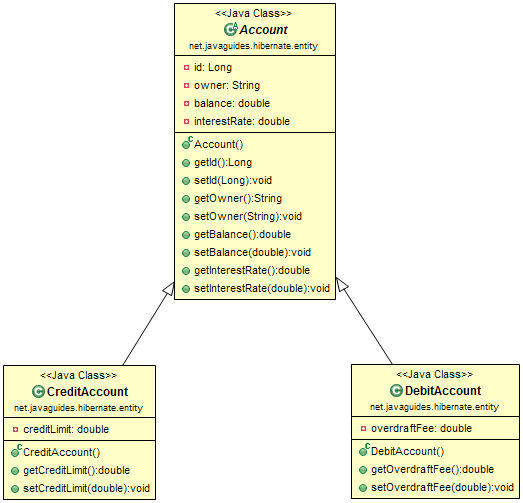 <<Java Class>>
Account
net.javaguides.hibernate.entity
id: Long
owner: String
balance: double
interestRate: double
Account()
getId():Long
setId(Long):void
getOwner():String
setOwner(String):void
getBalance():double
setBalance(double):void
getInterestRate():double
setInterestRate(double):void
<<Java Class>>
CreditAccount
net.javaguides.hibernate.entity
creditLimit: double
CreditAccount()
getCreditLimit():double
setCreditLimit(double):void
<<Java Class>>
DebitAccount
net.javaguides.hibernate.entity
overdraftFee: double
DebitAccount()
getOverdraftFee():double
setOverdraftFee(double):void